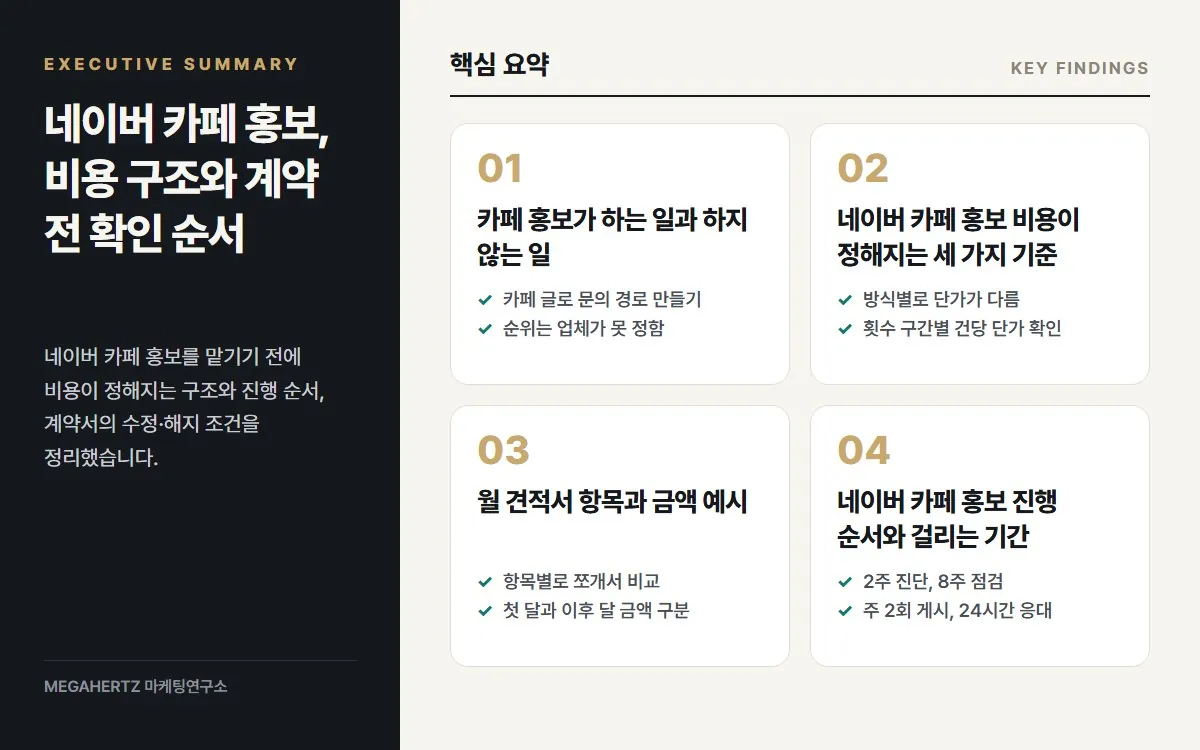 EXECUTIVE SUMMARY
네이버 카페 홍보,
비용 구조와 계약
전 확인 순서
네이버 카페 홍보를 맡기기 전에
비용이 정해지는 구조와 진행 순서,
계약서의 수정·해지 조건을
정리했습니다.
MEGAHERTZ 마케팅연구소
핵심 요약
KEY FINDINGS
01
카페 홍보가 하는 일과 하지
않는 일
카페 글로 문의 경로 만들기
순위는 업체가 못 정함
02
네이버 카페 홍보 비용이
정해지는 세 가지 기준
방식별로 단가가 다름
횟수 구간별 건당 단가 확인
03
월 견적서 항목과 금액 예시
항목별로 쪼개서 비교
첫 달과 이후 달 금액 구분
04
네이버 카페 홍보 진행
순서와 걸리는 기간
2주 진단, 8주 점검
주 2회 게시, 24시간 응대